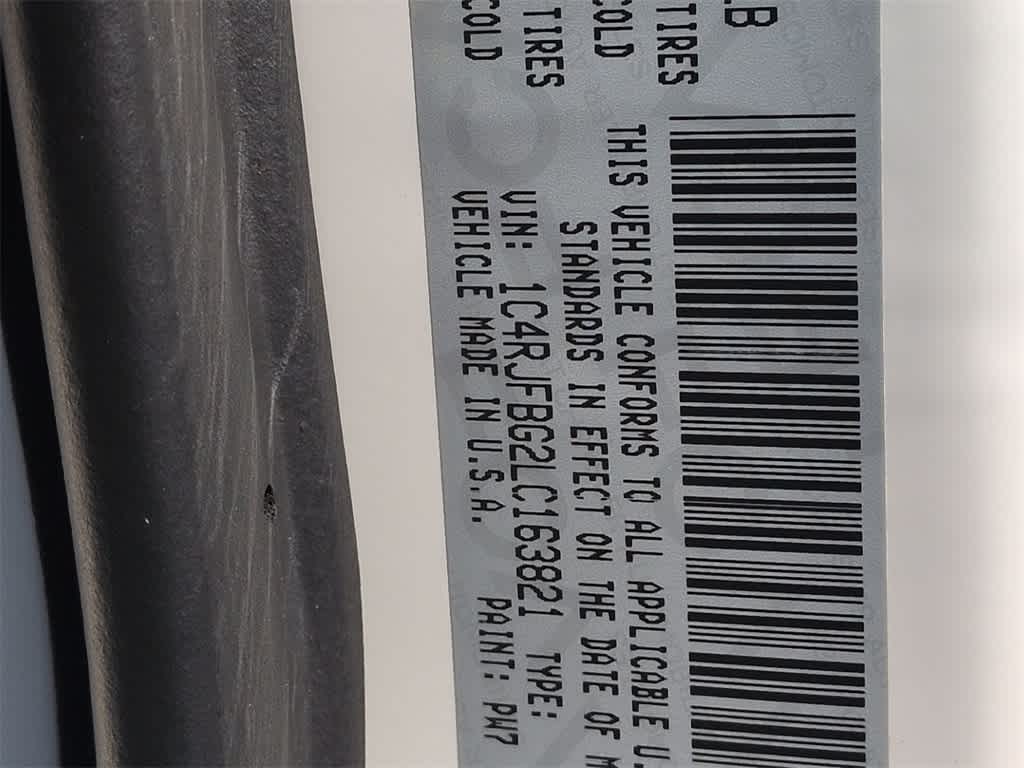 LB
TIRES
COLD
TIRES
COLD
THIS VEHICLE CONFORMS TO ALL APPLICABLE U.
STANDARDS IN EFFECT ON THE DATE OF M
VIN: 1C4RJFBG2LC163821 TYPE:
VEHICLE MADE IN U.S.A. PAINT: PW7